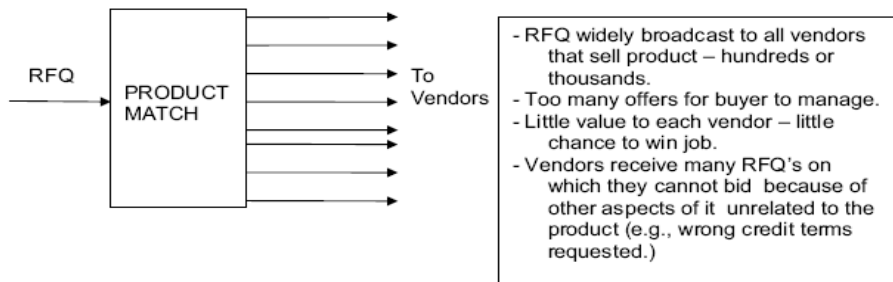 RFQ
PRODUCT
MATCH
To
Vendors
- RFQ widely broadcast to all vendors
that sell product – hundreds or
thousands.
- Too many offers for buyer to manage.
- Little value to each vendor – little
chance to win job.
- Vendors receive many RFQ's on
which they cannot bid because of
other aspects of it unrelated to the
product (e.g., wrong credit terms
requested.)